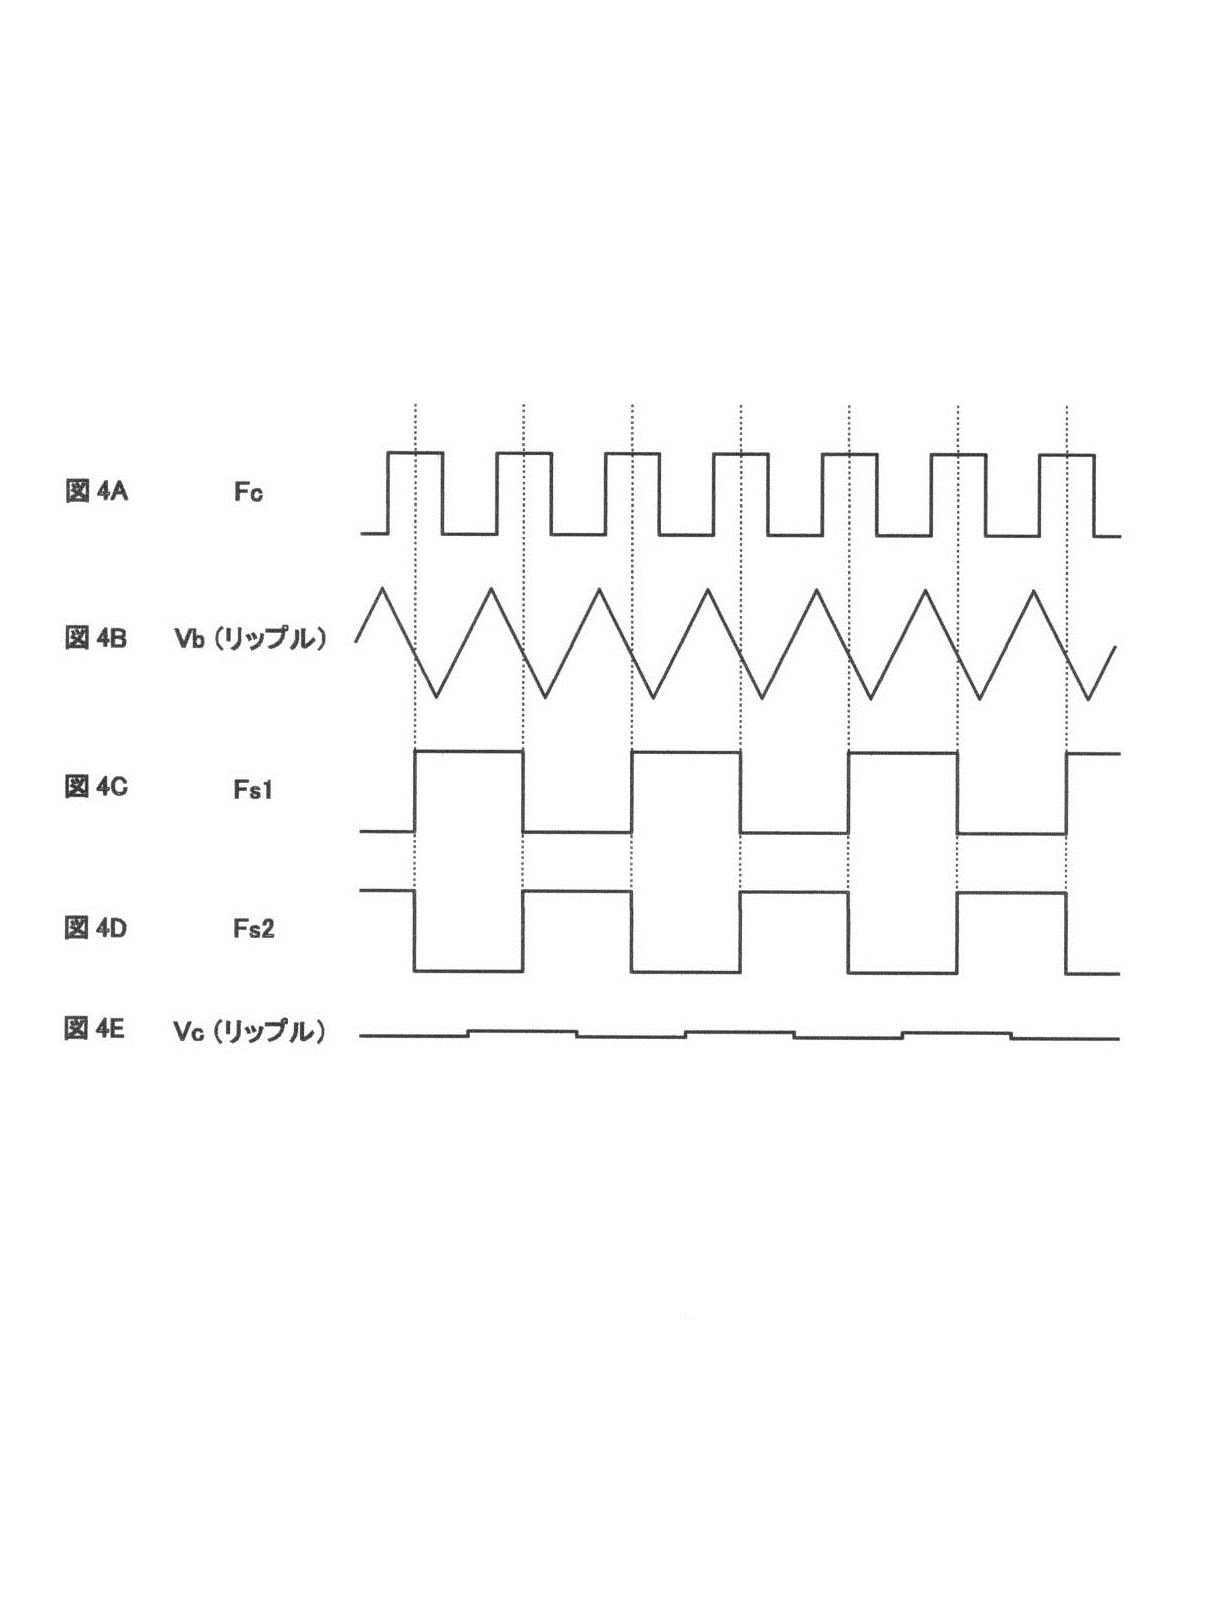 図 4A Fc
図 4B Vb (リップル)
図 4C Fs1
図 4D Fs2
図 4E Vc (リップル)